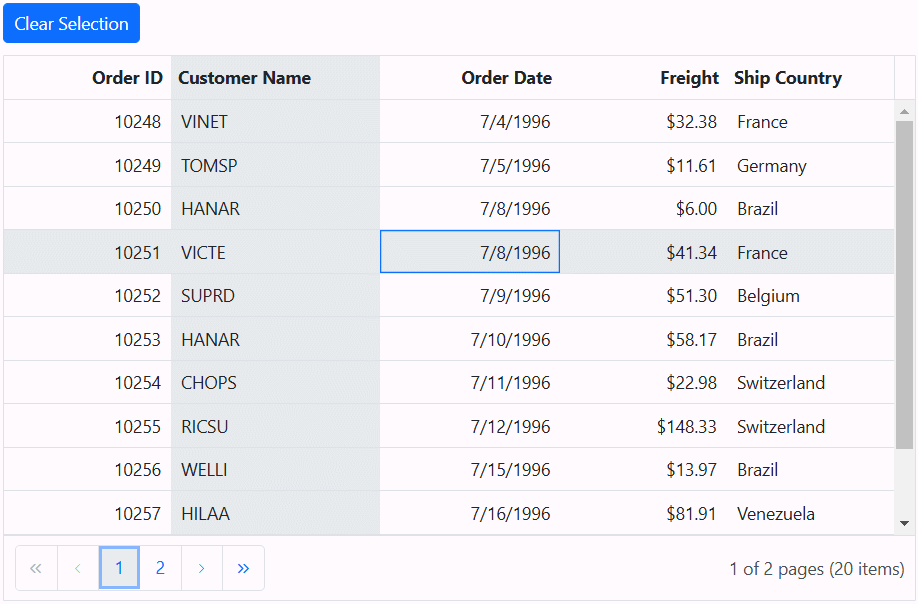 Clear Selection
Order ID Customer Name Order Date Freight Ship Country
10248 VINET 7/4/1996 $32.38 France
10249 TOMSP 7/5/1996 $11.61 Germany
10250 HANAR 7/8/1996 $6.00 Brazil
10251 VICTE 7/8/1996 $41.34 France
10252 SUPRD 7/9/1996 $51.30 Belgium
10253 HANAR 7/10/1996 $58.17 Brazil
10254 CHOPS 7/11/1996 $22.98 Switzerland
10255 RICSU 7/12/1996 $148.33 Switzerland
10256 WELLI 7/15/1996 $13.97 Brazil
10257 HILAA 7/16/1996 $81.91 Venezuela
« ‹ 1 2 › » 1 of 2 pages (20 items)